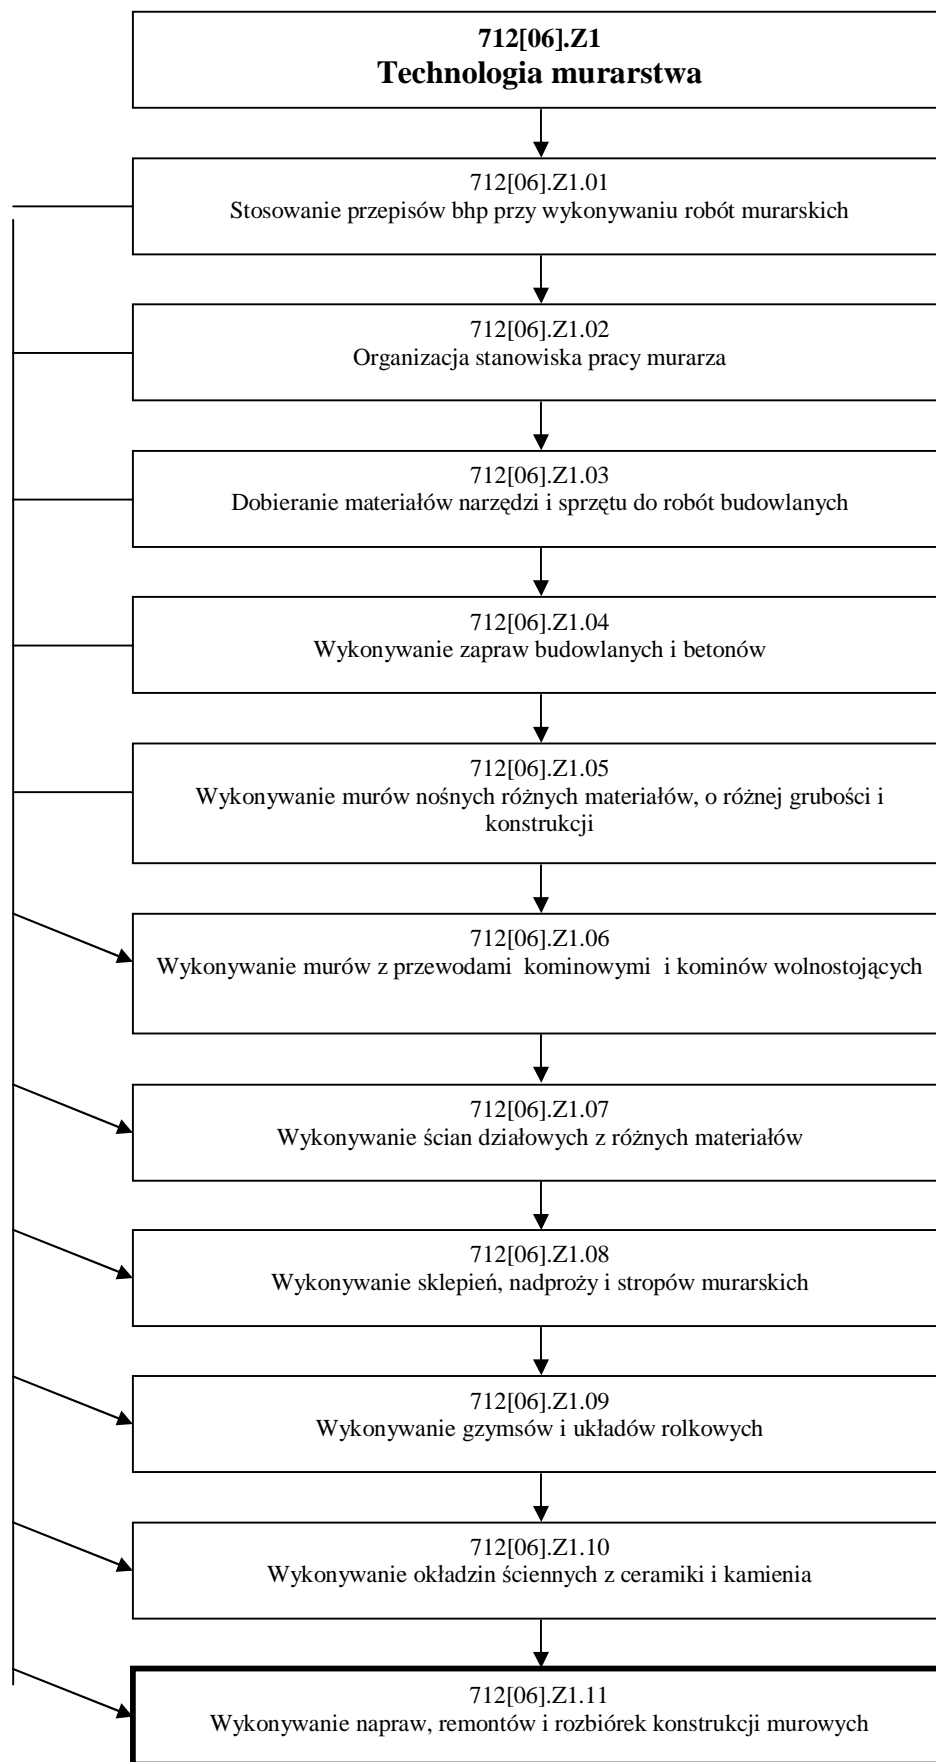 712[06].Z1
Technologia murarstwa
712[06].Z1.01
Stosowanie przepisów bhp przy wykonywaniu robót murarskich
712[06].Z1.02
Organizacja stanowiska pracy murarza
712[06].Z1.03
Dobieranie materiałów narzędzi i sprzętu do robót budowlanych
712[06].Z1.04
Wykonywanie zapraw budowlanych i betonów
712[06].Z1.05
Wykonywanie murów nośnych różnych materiałów, o różnej grubości i
konstrukcji
712[06].Z1.06
Wykonywanie murów z przewodami kominowymi i kominów wolnostojących
712[06].Z1.07
Wykonywanie ścian działowych z różnych materiałów
712[06].Z1.08
Wykonywanie sklepień, nadproży i stropów murarskich
712[06].Z1.09
Wykonywanie gzymsów i układów rolkowych
712[06].Z1.10
Wykonywanie okładzin ściennych z ceramiki i kamienia
712[06].Z1.11
Wykonywanie napraw, remontów i rozbiórek konstrukcji murowych